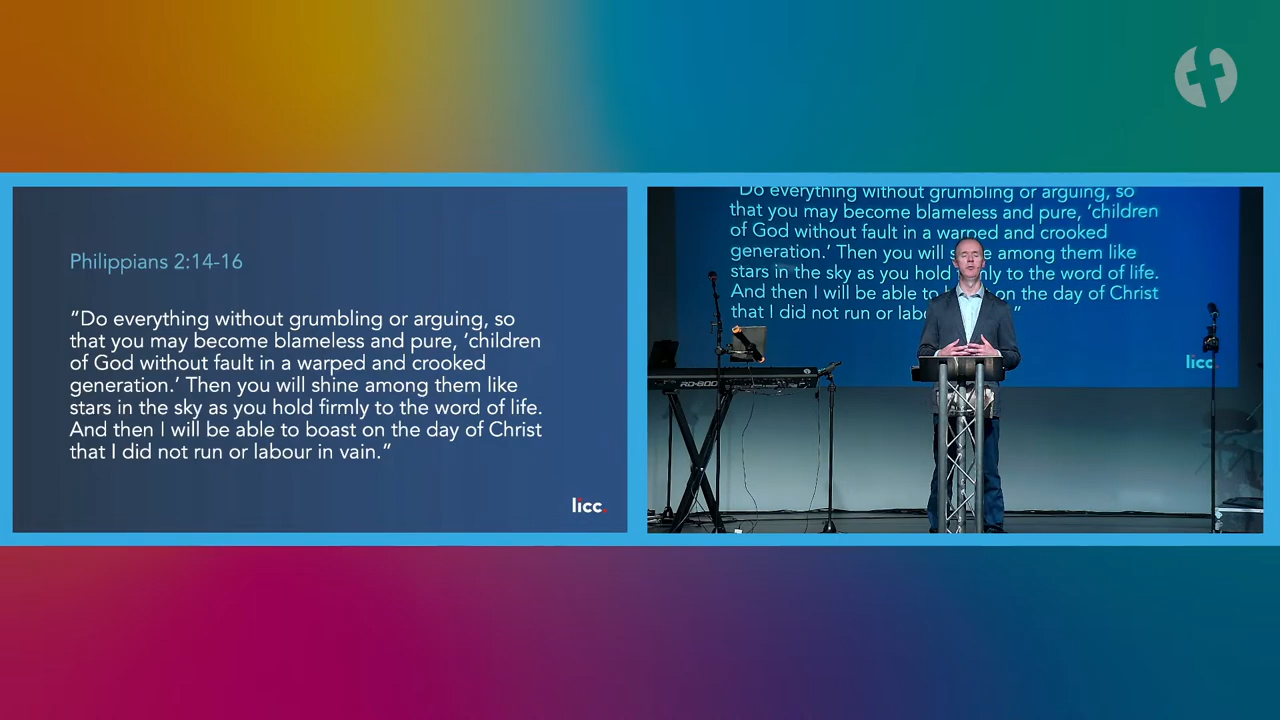 Philippians 2:14-16
“Do everything without grumbling or arguing, so
that you may become blameless and pure, ‘children
of God without fault in a warped and crooked
generation.’ Then you will shine among them like
stars in the sky as you hold firmly to the word of life.
And then I will be able to boast on the day of Christ
that I did not run or labour in vain.”
licc.
Do everything without grumbling or arguing, so
that you may become blameless and pure, ‘children
of God without fault in a warped and crooked
generation.’ Then you will ne among them like
stars in the sky as you hold firmly to the word of life.
And then I will be able to on the day of Christ
that I did not run or labo ”
licc.
RD-800